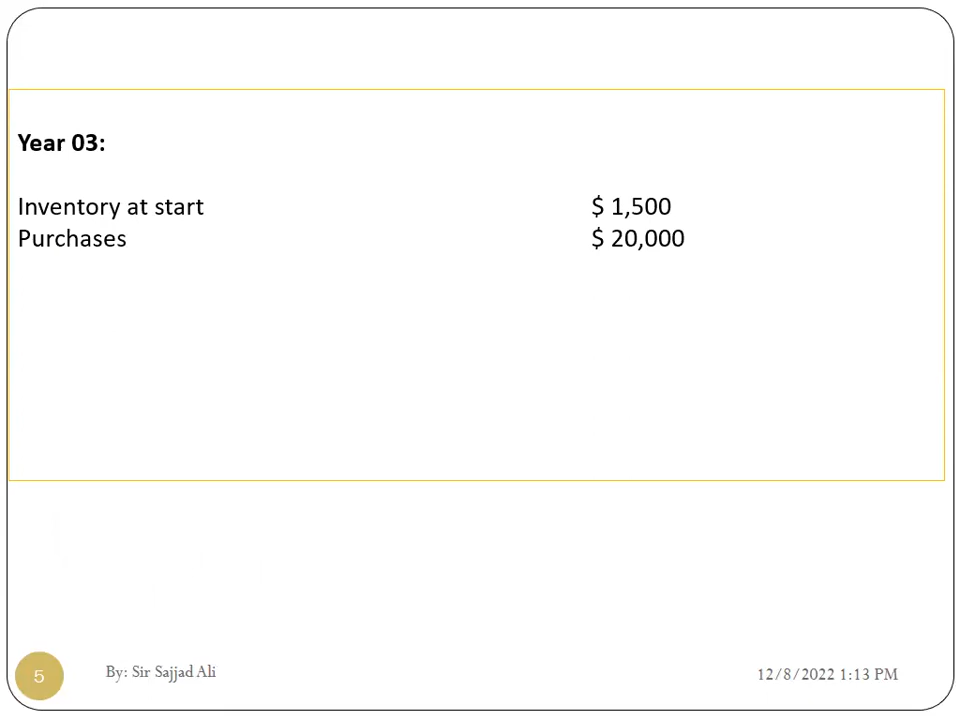 Year 03:
Inventory at start $ 1,500
Purchases $ 20,000
5 By: Sir Sajjad Ali 12/8/2022 1:13 PM